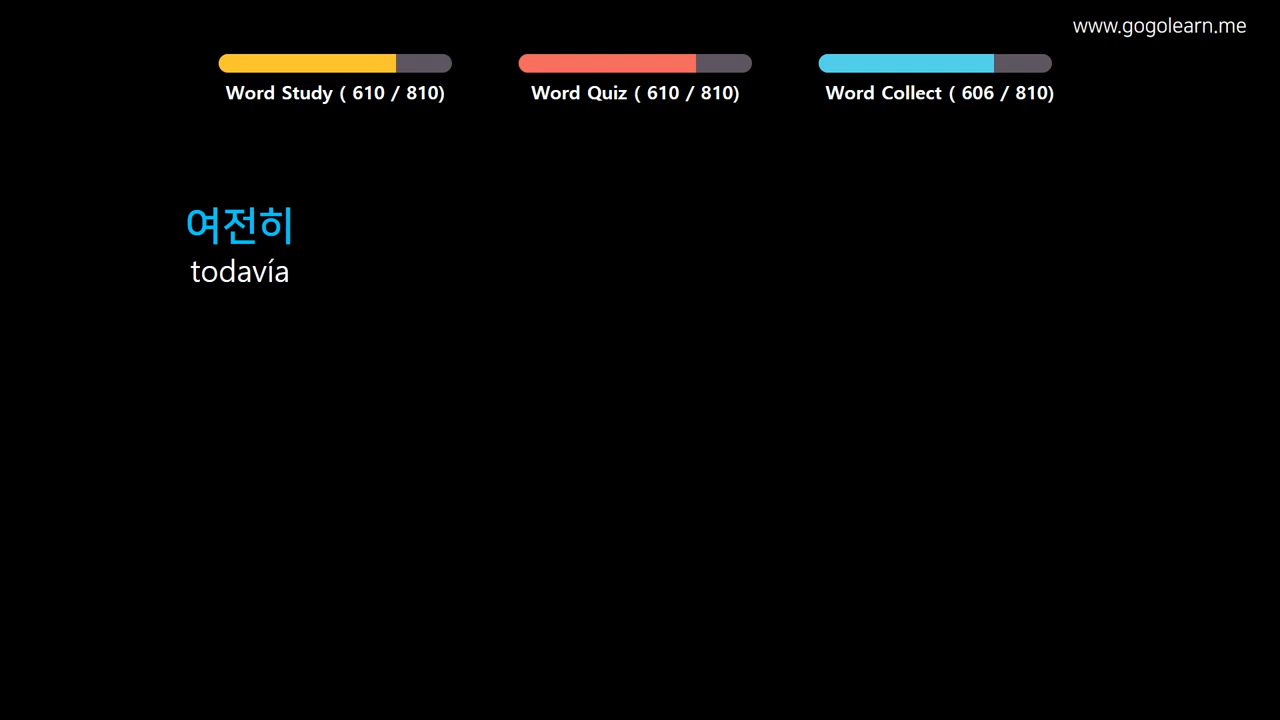 www.gogolearn.me
Word Study ( 610 / 810)
Word Quiz ( 610 / 810)
Word Collect ( 606 / 810)
여전히
todavía